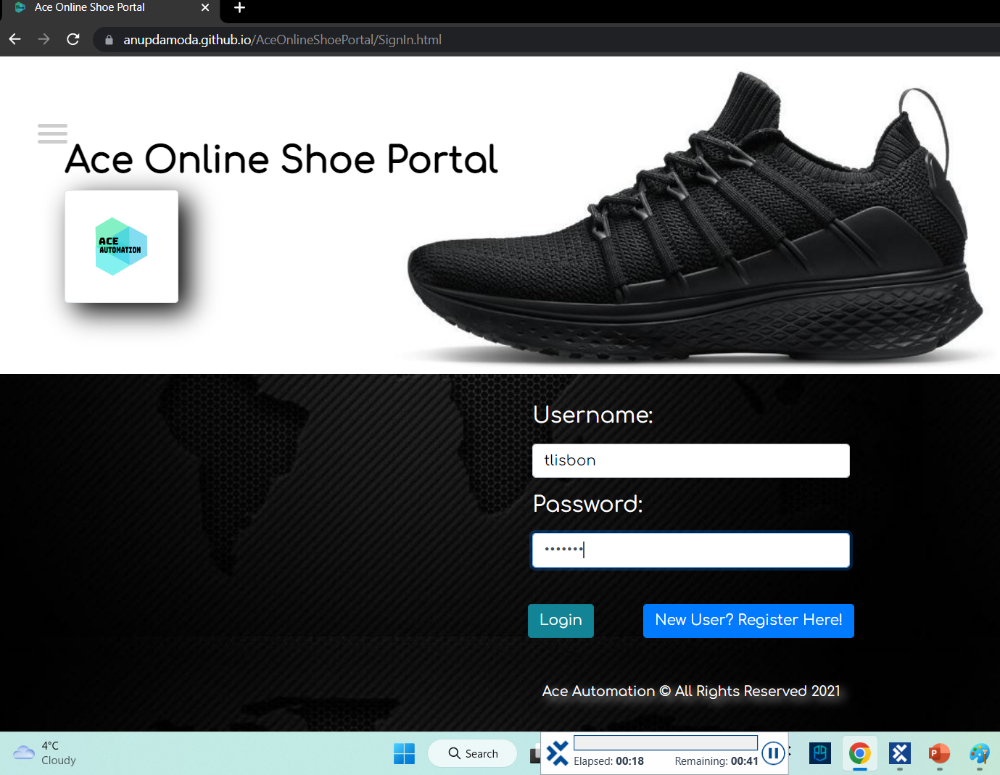 Ace Online Shoe Portal
anupdamoda.github.io/AceOnlineShoePortal/SignIn.html
Ace Online Shoe Portal
ACE
AUTOMATION
Username:
tlisbon
Password:
•••••••
Login
New User? Register Here!
Ace Automation © All Rights Reserved 2021
4°C
Cloudy
Search
Elapsed: 00:18
Remaining: 00:41
P